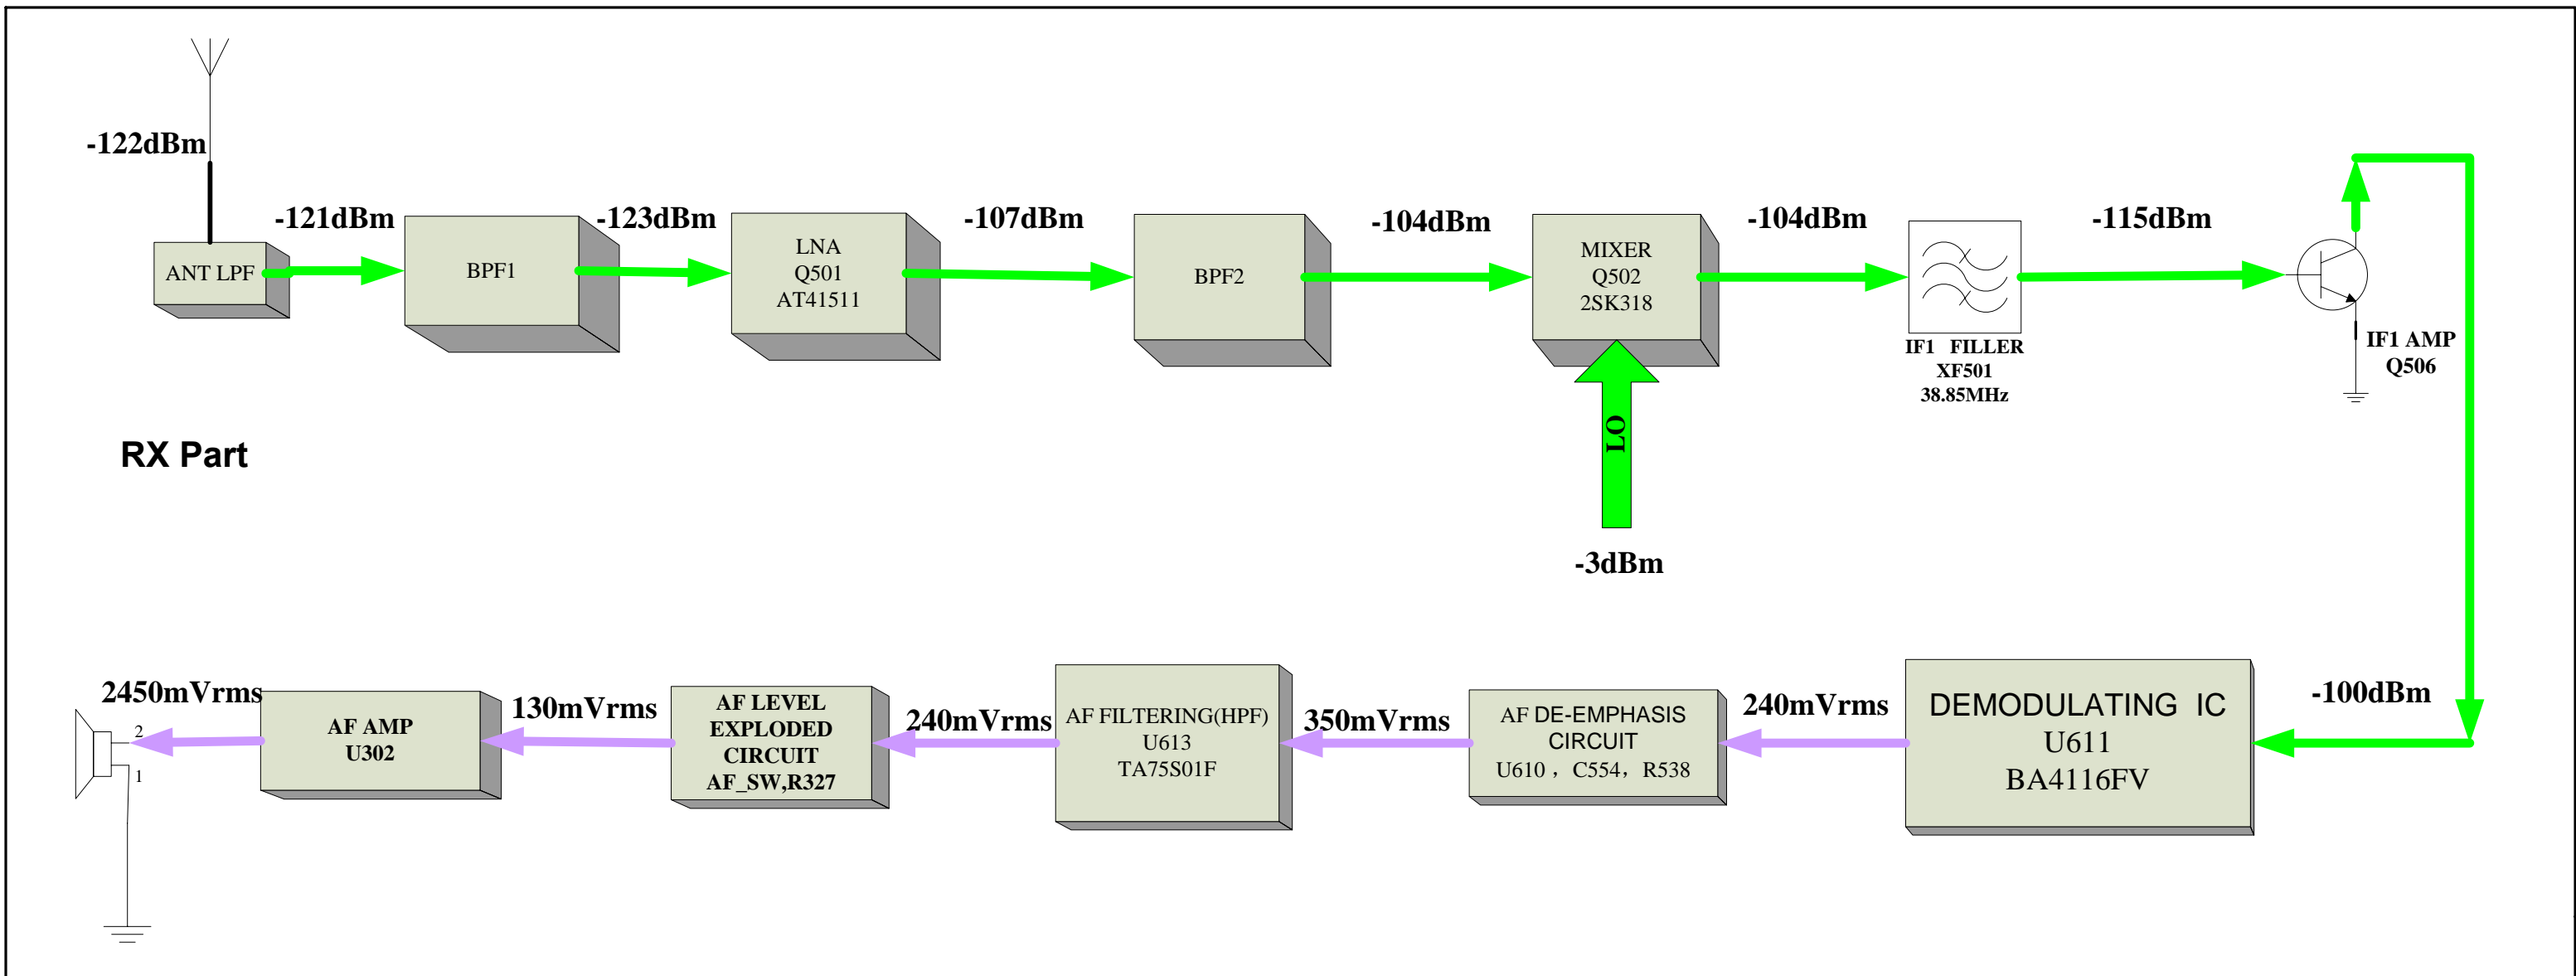 -122dBm
-121dBm
-123dBm
-107dBm
-104dBm
-104dBm
-115dBm
ANT LPF
BPF1
LNA
Q501
AT41511
BPF2
MIXER
Q502
2SK318
IF1 FILLER
XF501
38.85MHz
IF1 AMP
Q506
LO
-3dBm
RX Part
2450mVrms
2
1
AF AMP
U302
130mVrms
AF LEVEL
EXPLODED
CIRCUIT
AF_SW,R327
240mVrms
AF FILTERING(HPF)
U613
TA75S01F
350mVrms
AF DE-EMPHASIS
CIRCUIT
U610 , C554, R538
240mVrms
DEMODULATING IC
U611
BA4116FV
-100dBm